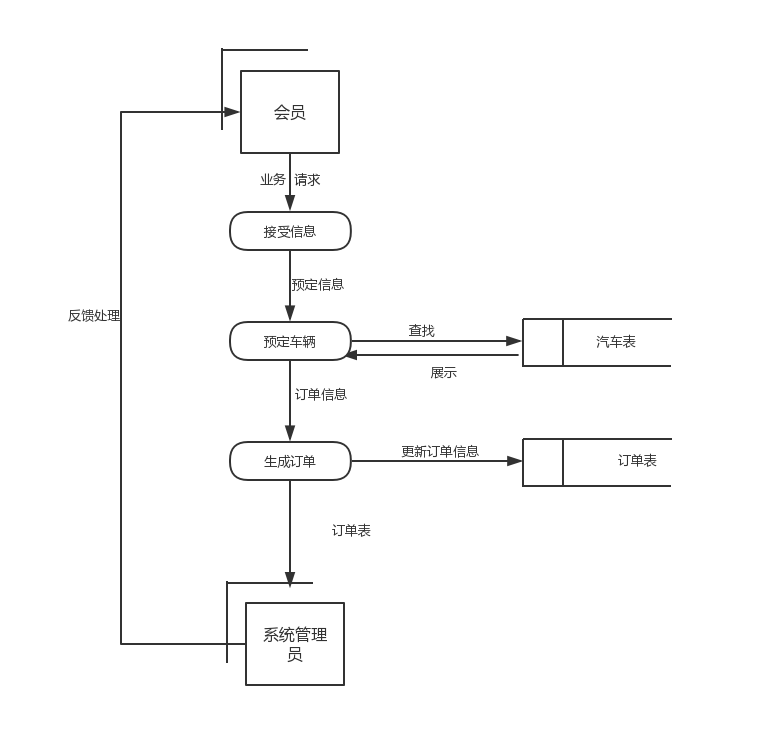 会员
业务 请求
接受信息
预定信息
反馈处理
查找
预定车辆
汽车表
展示
订单信息
更新订单信息
生成订单
订单表
订单表
系统管理
员